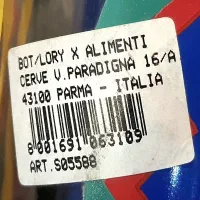 BOT/LORY X ALIMENTI
CERVE V.PARADIGNA 16/A
43100 PARMA - ITALIA
8 001691 063109
ART.S05588